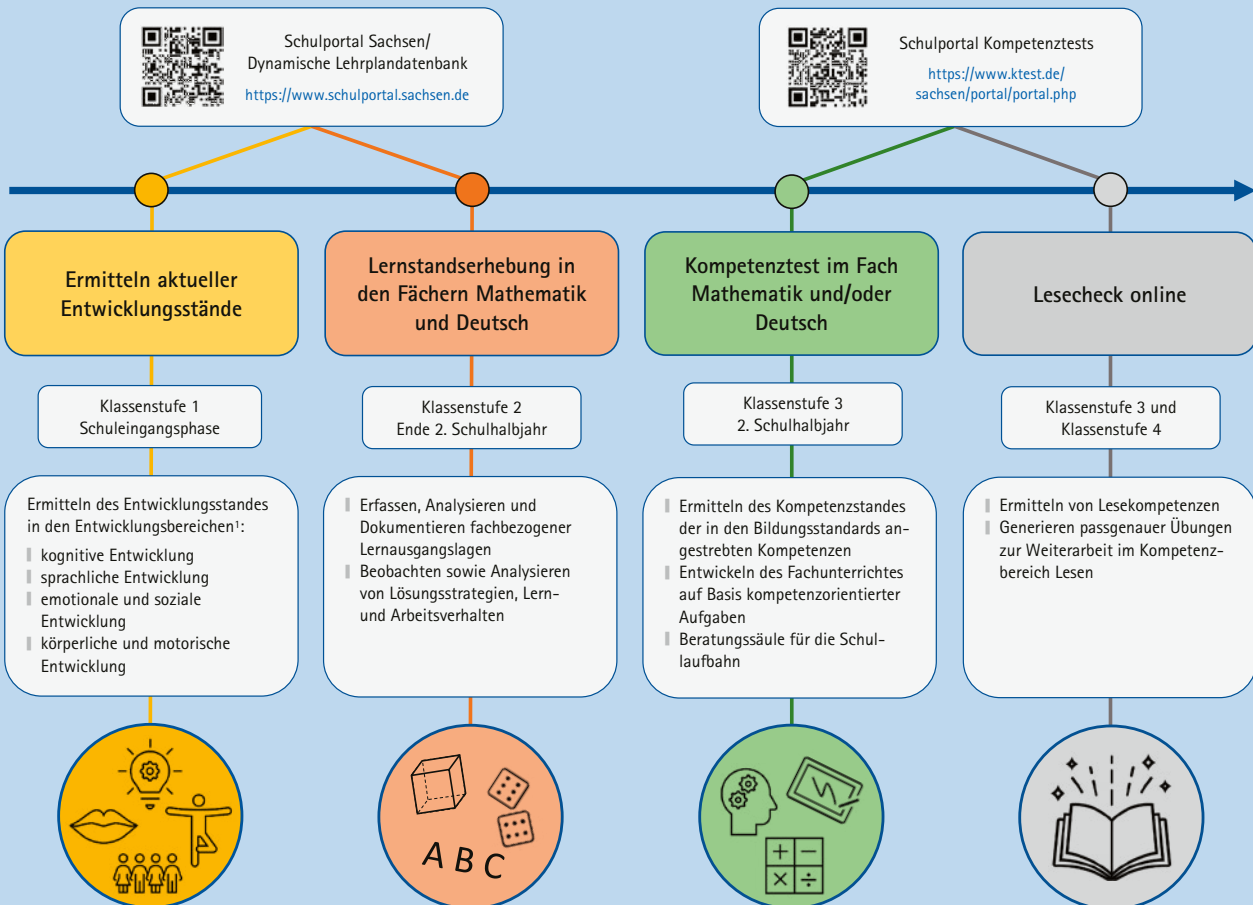 Schulportal Sachsen/
Dynamische Lehrplandatenbank
https://www.schulportal.sachsen.de
Schulportal Kompetenztests
https://www.ktest.de/
sachsen/portal/portal.php
Ermitteln aktueller
Entwicklungsstände
Klassenstufe 1
Schuleingangsphase
Ermitteln des Entwicklungsstandes
in den Entwicklungsbereichen¹:
kognitive Entwicklung
sprachliche Entwicklung
emotionale und soziale
Entwicklung
körperliche und motorische
Entwicklung
Lernstandserhebung in
den Fächern Mathematik
und Deutsch
Klassenstufe 2
Ende 2. Schulhalbjahr
Erfassen, Analysieren und
Dokumentieren fachbezogener
Lernausgangslagen
Beobachten sowie Analysieren
von Lösungsstrategien, Lern-
und Arbeitsverhalten
A B C
Kompetenztest im Fach
Mathematik und/oder
Deutsch
Klassenstufe 3
2. Schulhalbjahr
Ermitteln des Kompetenzstandes
der in den Bildungsstandards an-
gestrebten Kompetenzen
Entwickeln des Fachunterrichtes
auf Basis kompetenzorientierter
Aufgaben
Beratungssäule für die Schul-
laufbahn
+ −
× ÷
Lesecheck online
Klassenstufe 3 und
Klassenstufe 4
Ermitteln von Lesekompetenzen
Generieren passgenauer Übungen
zur Weiterarbeit im Kompetenz-
bereich Lesen